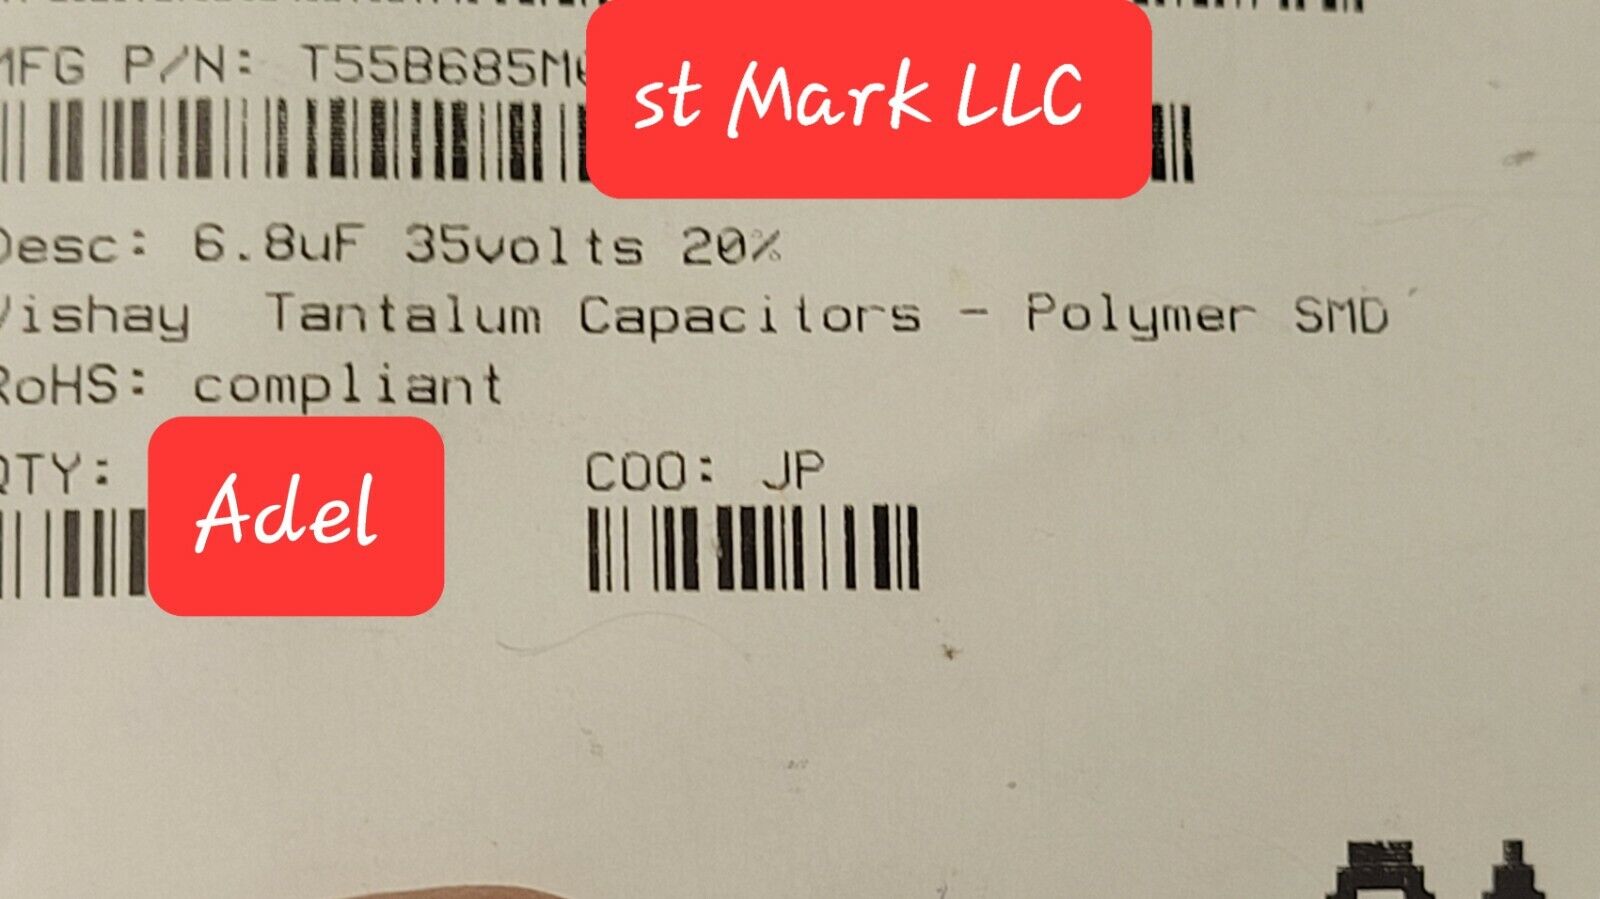 MFG P/N: T55B685M
st Mark LLC
Desc: 6.8uF 35volts 20%
Vishay Tantalum Capacitors - Polymer SMD
RoHS: compliant
QTY:
Adel
COO: JP